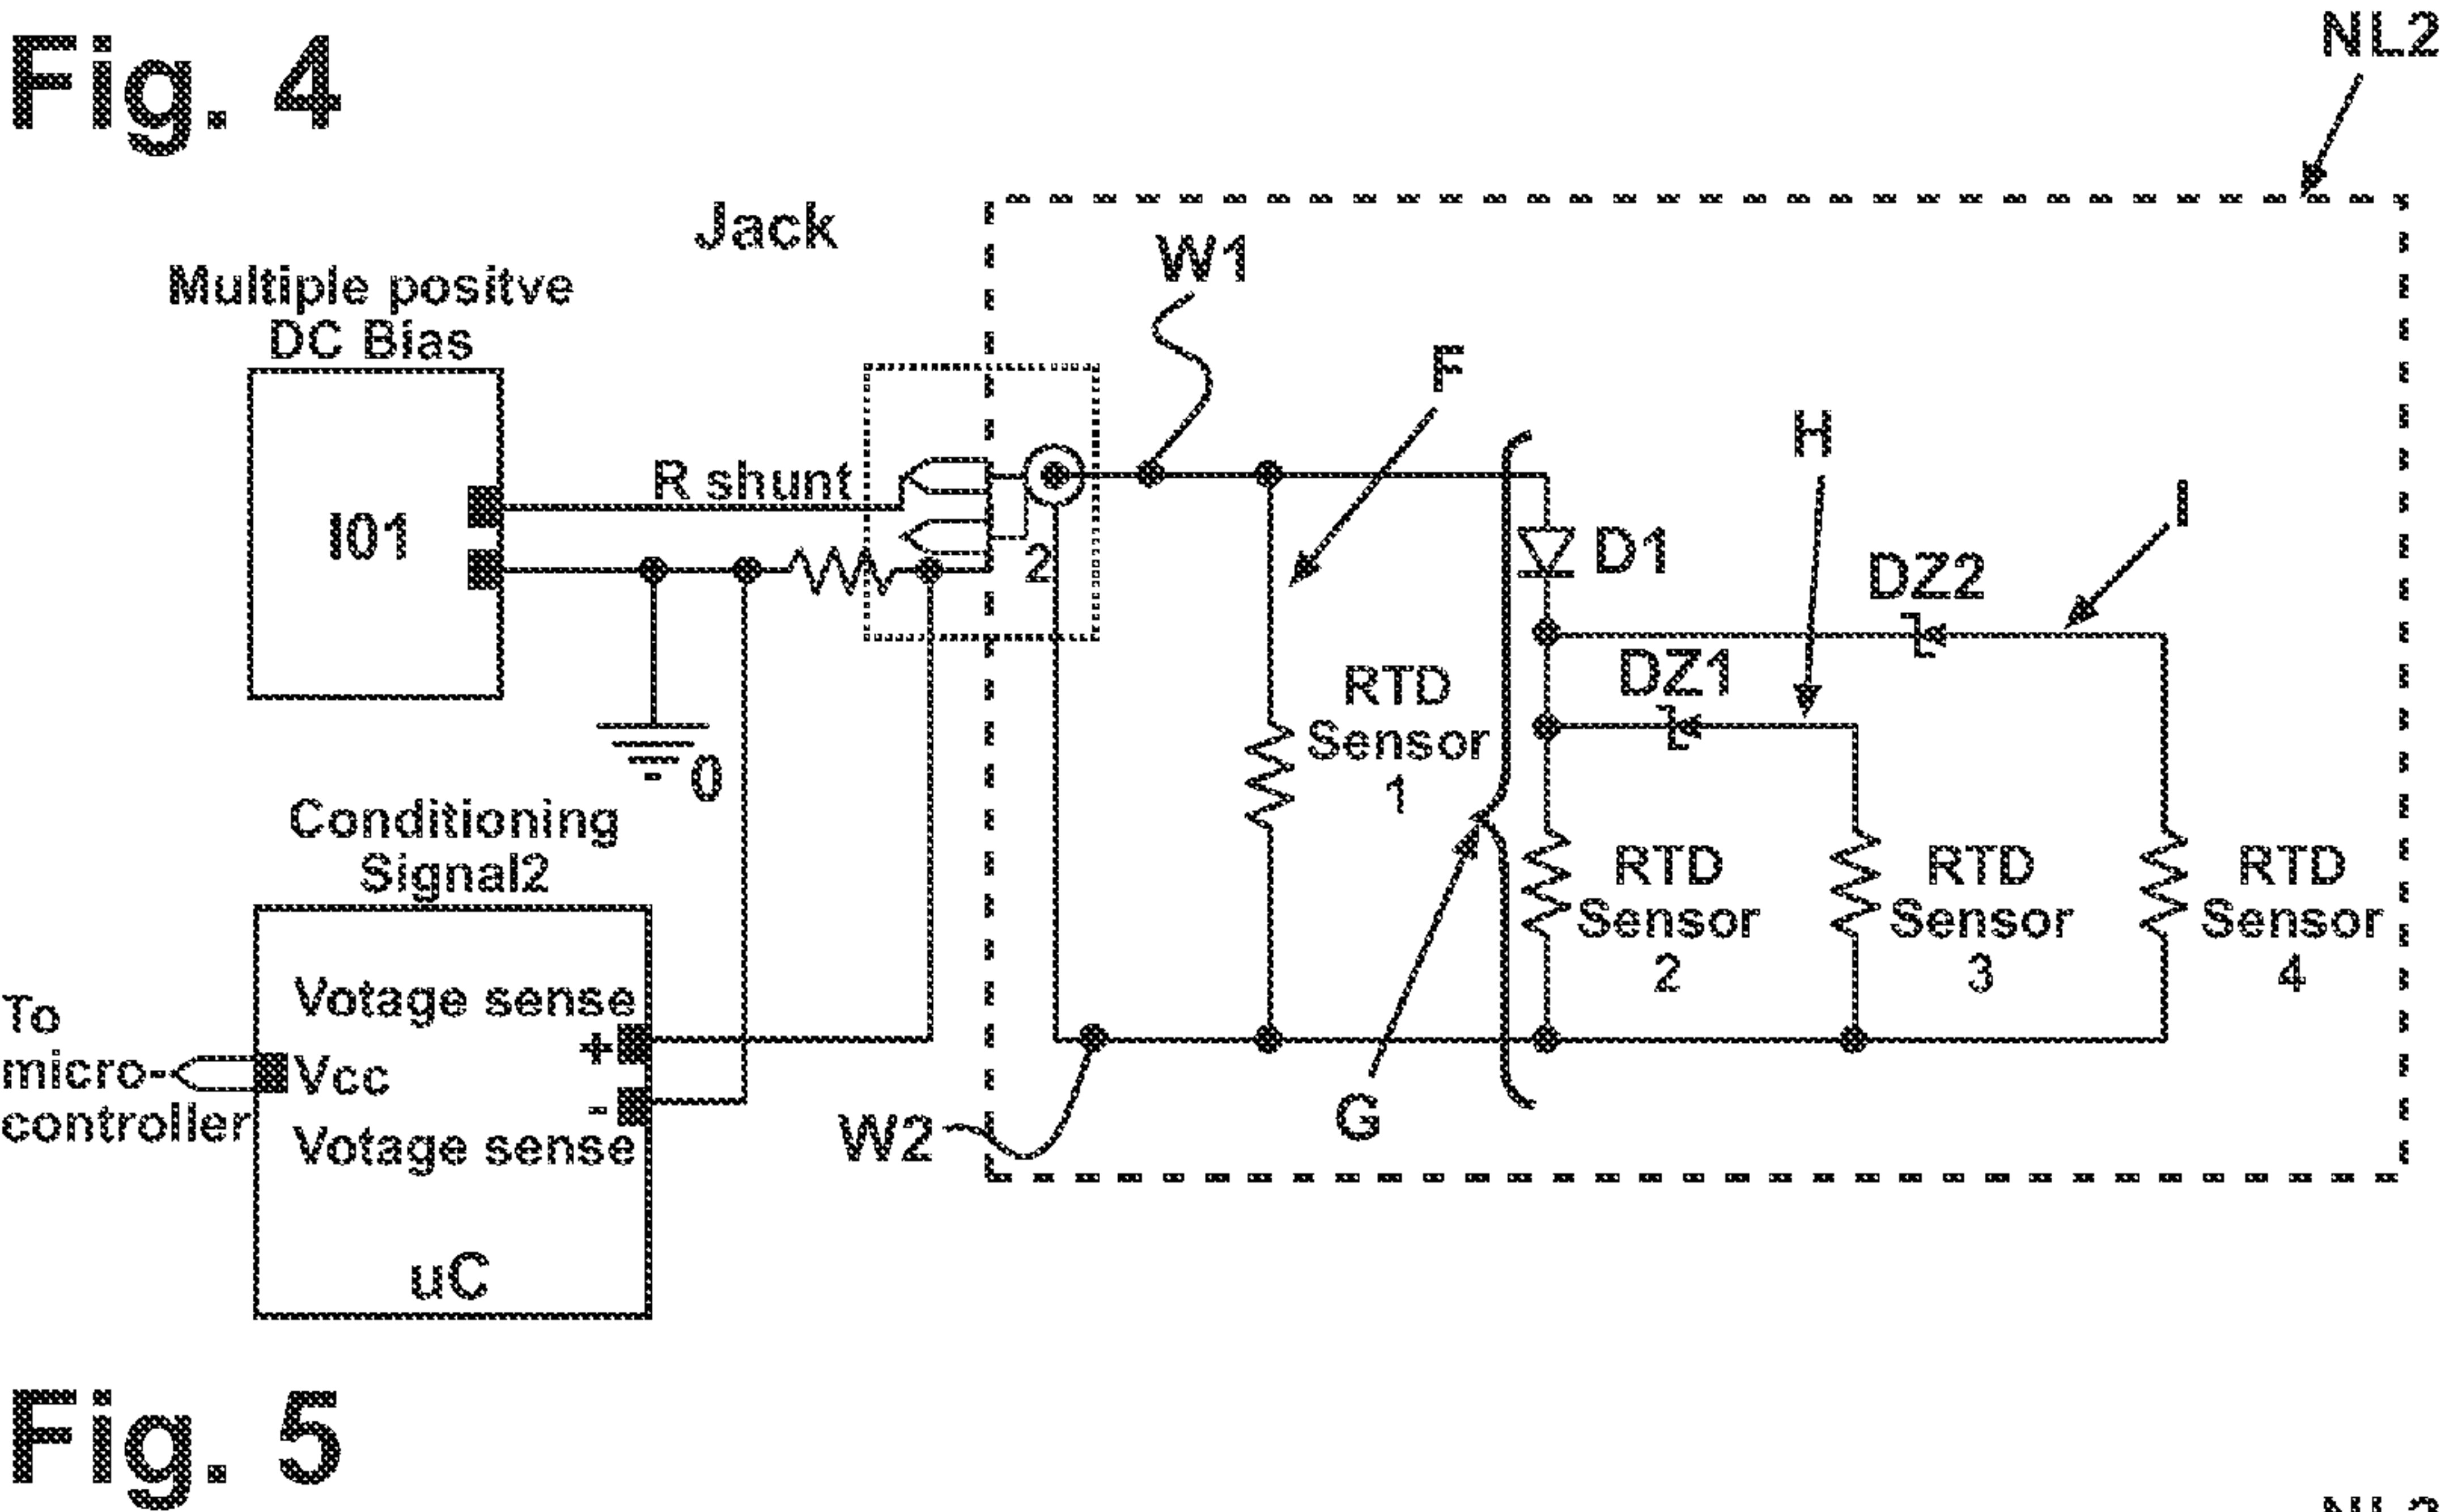 Fig. 4
NL2
Jack
W1
Multiple positve
DC Bias
F
H
R shunt
I
I01
D1
2
DZ2
DZ1
RTD
Sensor
1
0
Conditioning
Signal2
RTD
Sensor
2
RTD
Sensor
3
RTD
Sensor
4
Votage sense
+
To
micro-
controller
Vcc
-
Votage sense
W2
G
uC
Fig. 5